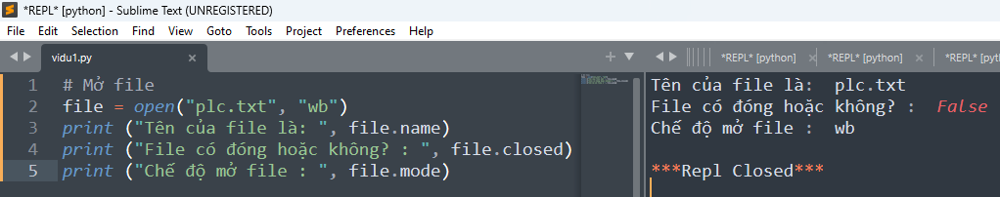 *REPL* [python] - Sublime Text (UNREGISTERED)
File Edit Selection Find View Goto Tools Project Preferences Help
vidu1.py
*REPL* [python] *REPL* [python] *REPL* [pyt
1 # Mở file
2 file = open("plc.txt", "wb")
3 print ("Tên của file là: ", file.name)
4 print ("File có đóng hoặc không? : ", file.closed)
5 print ("Chế độ mở file : ", file.mode)
Tên của file là:  plc.txt
File có đóng hoặc không? :  False
Chế độ mở file :  wb
***Repl Closed***